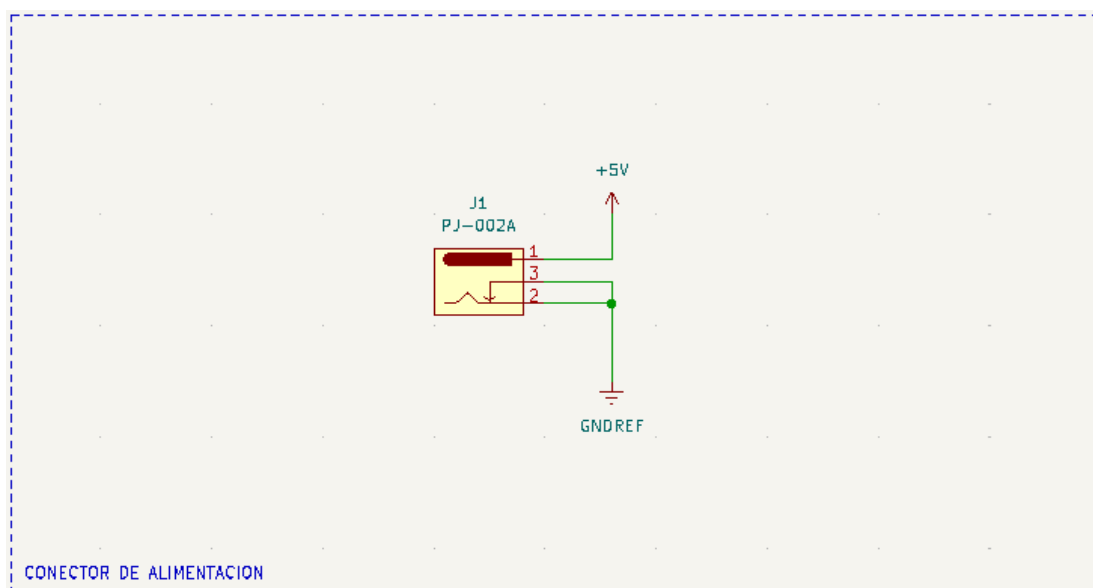 +5V
J1
PJ-002A
1
3
2
GNDREF
CONECTOR DE ALIMENTACION